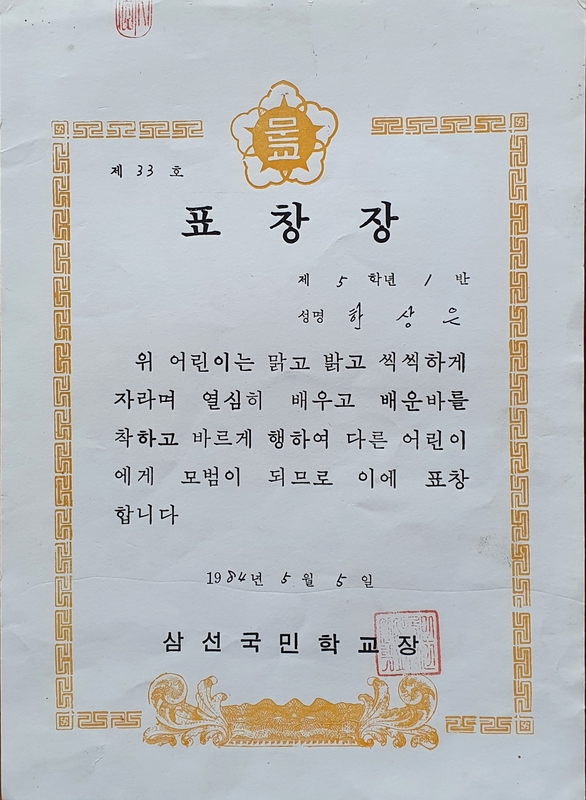 문교
제 33 호
표 창 장
제 5 학년 1 반
성명 한 상 은
위 어린이는 맑고 밝고 씩씩하게
자라며 열심히 배우고 배운바를
착하고 바르게 행하여 다른 어린이
에게 모범이 되므로 이에 표창
합니다
1984년 5 월 5 일
삼선국민학교장